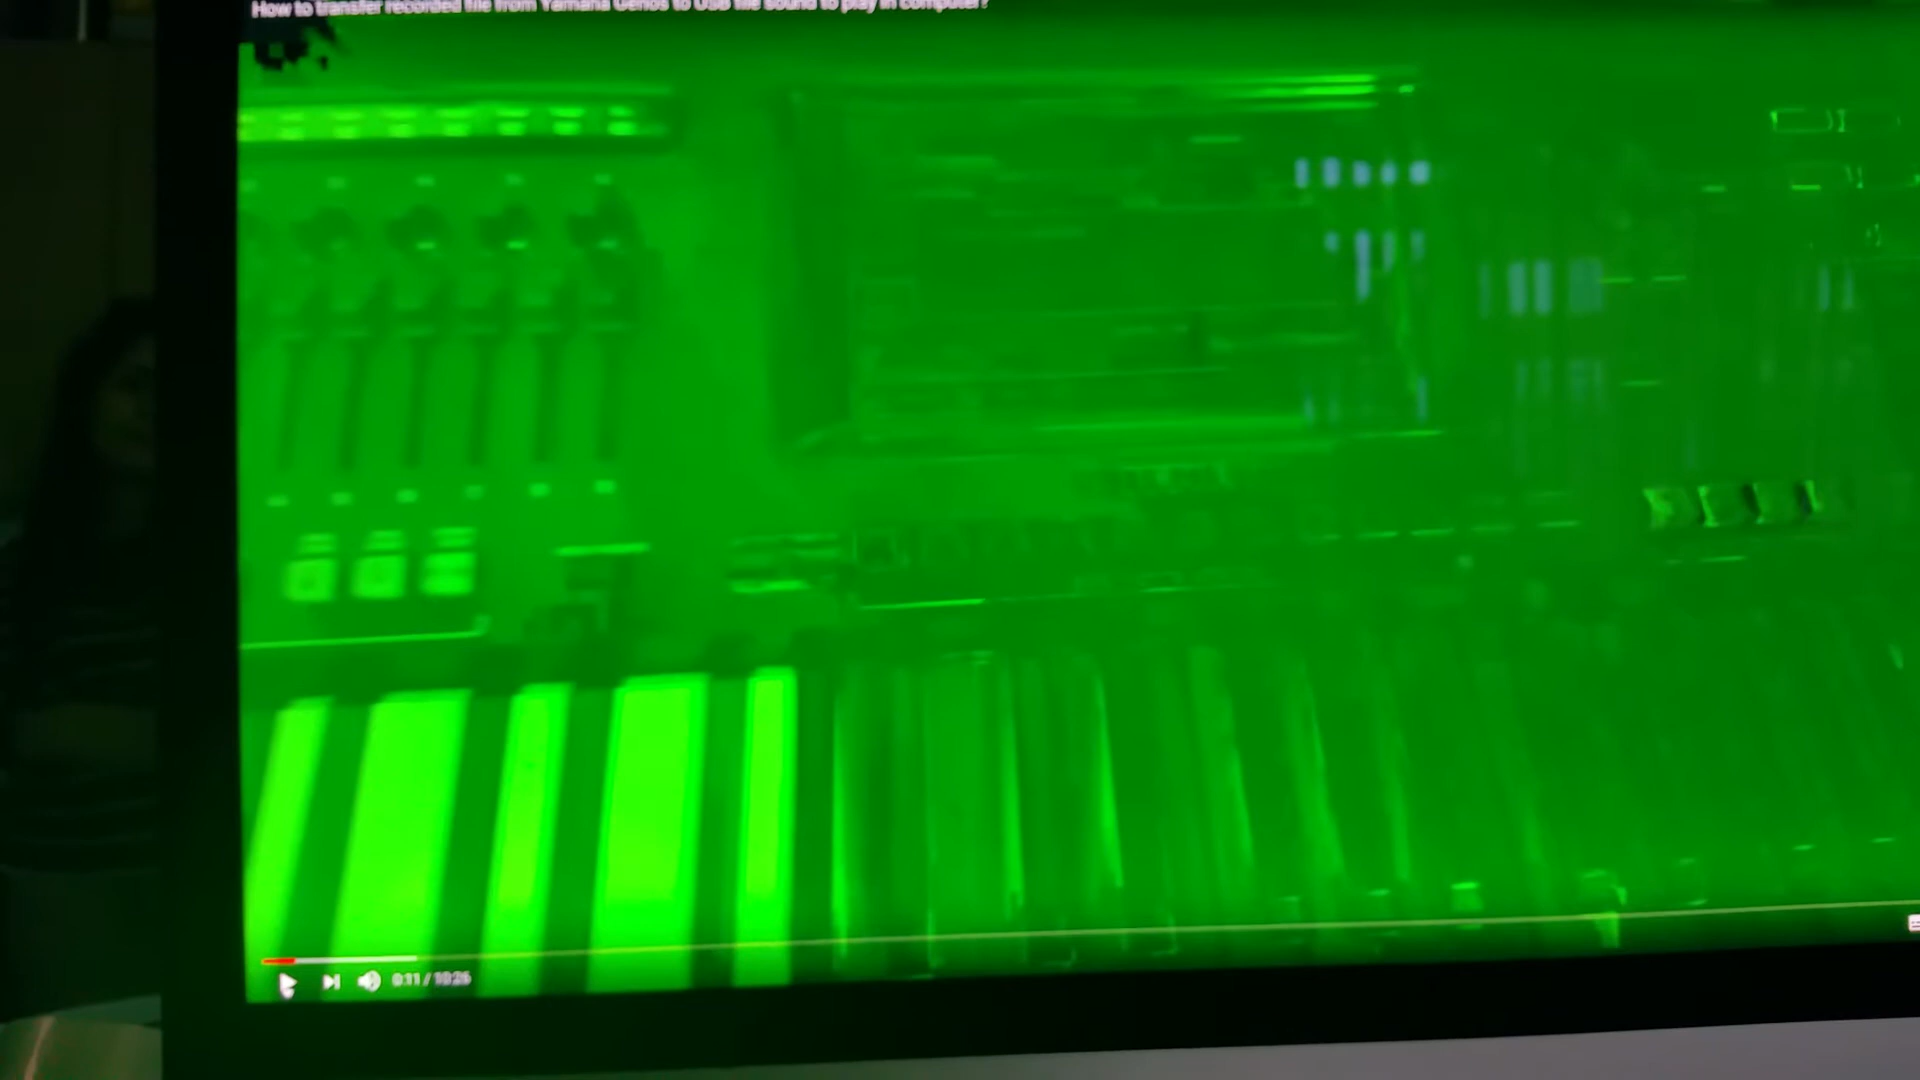 How to transfer recorded file from Yamaha Genos to USB file sound to play in computer?
0:11 / 10:26